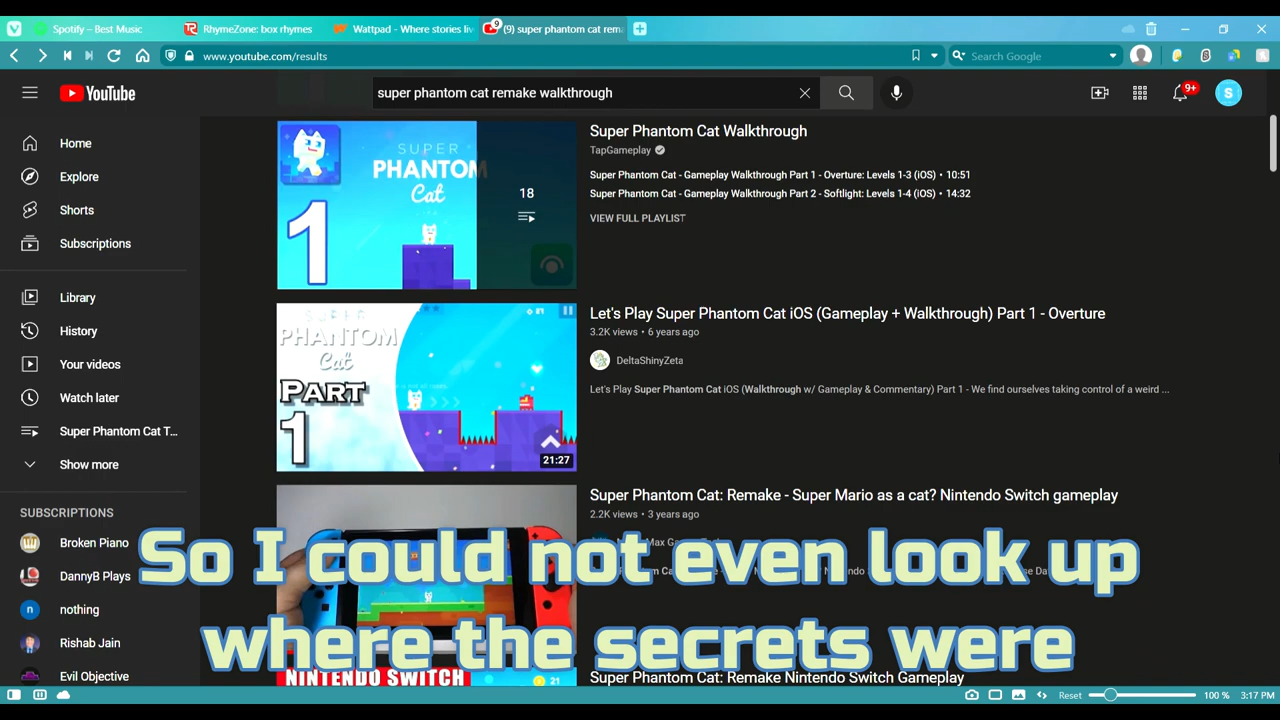 Spotify – Best Music
RhymeZone: box rhymes
Wattpad - Where stories liv
9
(9) super phantom cat rema
www.youtube.com/results
Search Google
YouTube
super phantom cat remake walkthrough
9+
S
Home
Explore
Shorts
Subscriptions
Library
History
Your videos
Watch later
Super Phantom Cat T...
Show more
SUBSCRIPTIONS
Broken Piano
DannyB Plays
nothing
Rishab Jain
Evil Objective
SUPER
PHANTOM
Cat
1
18
Super Phantom Cat Walkthrough
TapGameplay
Super Phantom Cat - Gameplay Walkthrough Part 1 - Overture: Levels 1-3 (iOS) • 10:51
Super Phantom Cat - Gameplay Walkthrough Part 2 - Softlight: Levels 1-4 (iOS) • 14:32
VIEW FULL PLAYLIST
SUPER
PHANTOM
Cat
PART
1
21:27
Let's Play Super Phantom Cat iOS (Gameplay + Walkthrough) Part 1 - Overture
3.2K views • 6 years ago
DeltaShinyZeta
Let's Play Super Phantom Cat iOS (Walkthrough w/ Gameplay & Commentary) Part 1 - We find ourselves taking control of a weird ...
Super Phantom Cat: Remake - Super Mario as a cat? Nintendo Switch gameplay
2.2K views • 3 years ago
So I could not even look up
where the secrets were
NINTENDO SWITCH
21
Super Phantom Cat: Remake Nintendo Switch Gameplay
Reset
100 %
3:17 PM